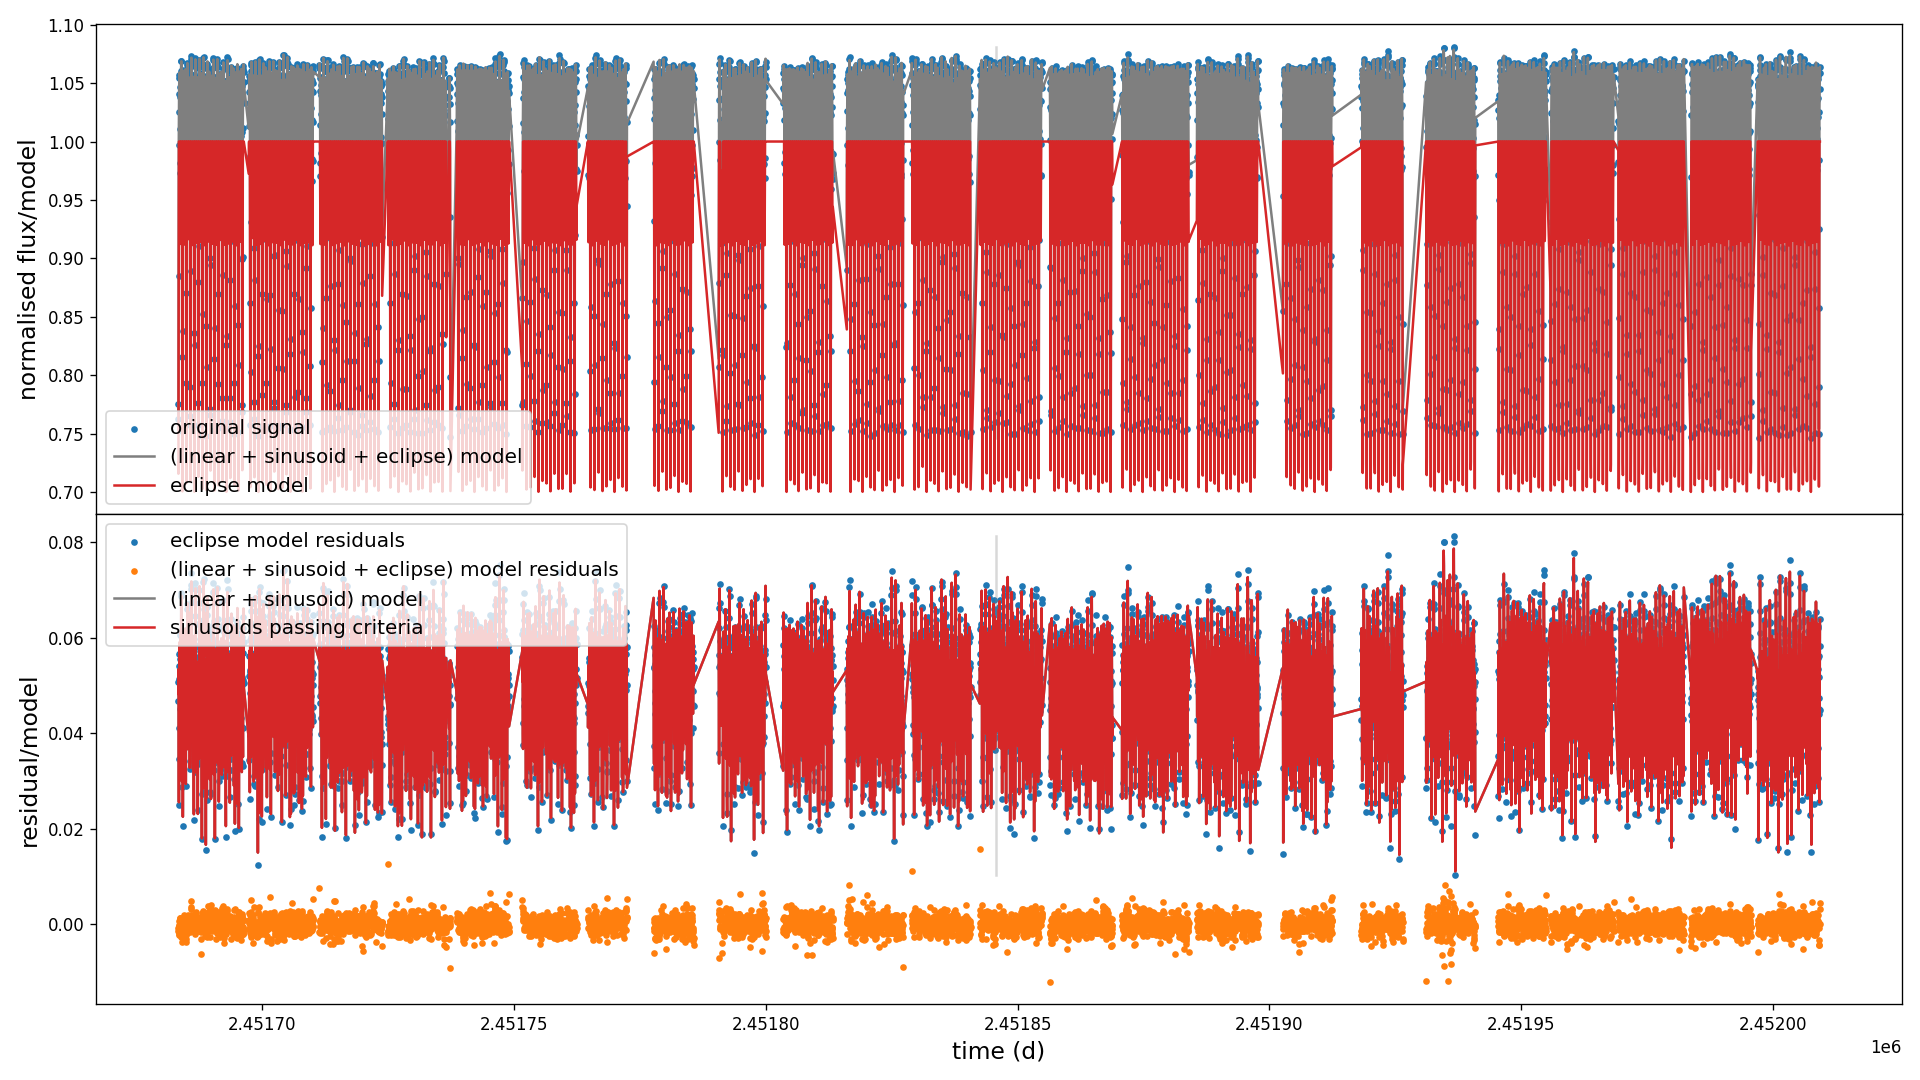 1.10
1.05
1.00
0.95
0.90
0.85
0.80
0.75
0.70
normalised flux/model
original signal
(linear + sinusoid + eclipse) model
eclipse model
0.08
0.06
0.04
0.02
0.00
residual/model
eclipse model residuals
(linear + sinusoid + eclipse) model residuals
(linear + sinusoid) model
sinusoids passing criteria
2.45170
2.45175
2.45180
2.45185
2.45190
2.45195
2.45200
time (d)
1e6